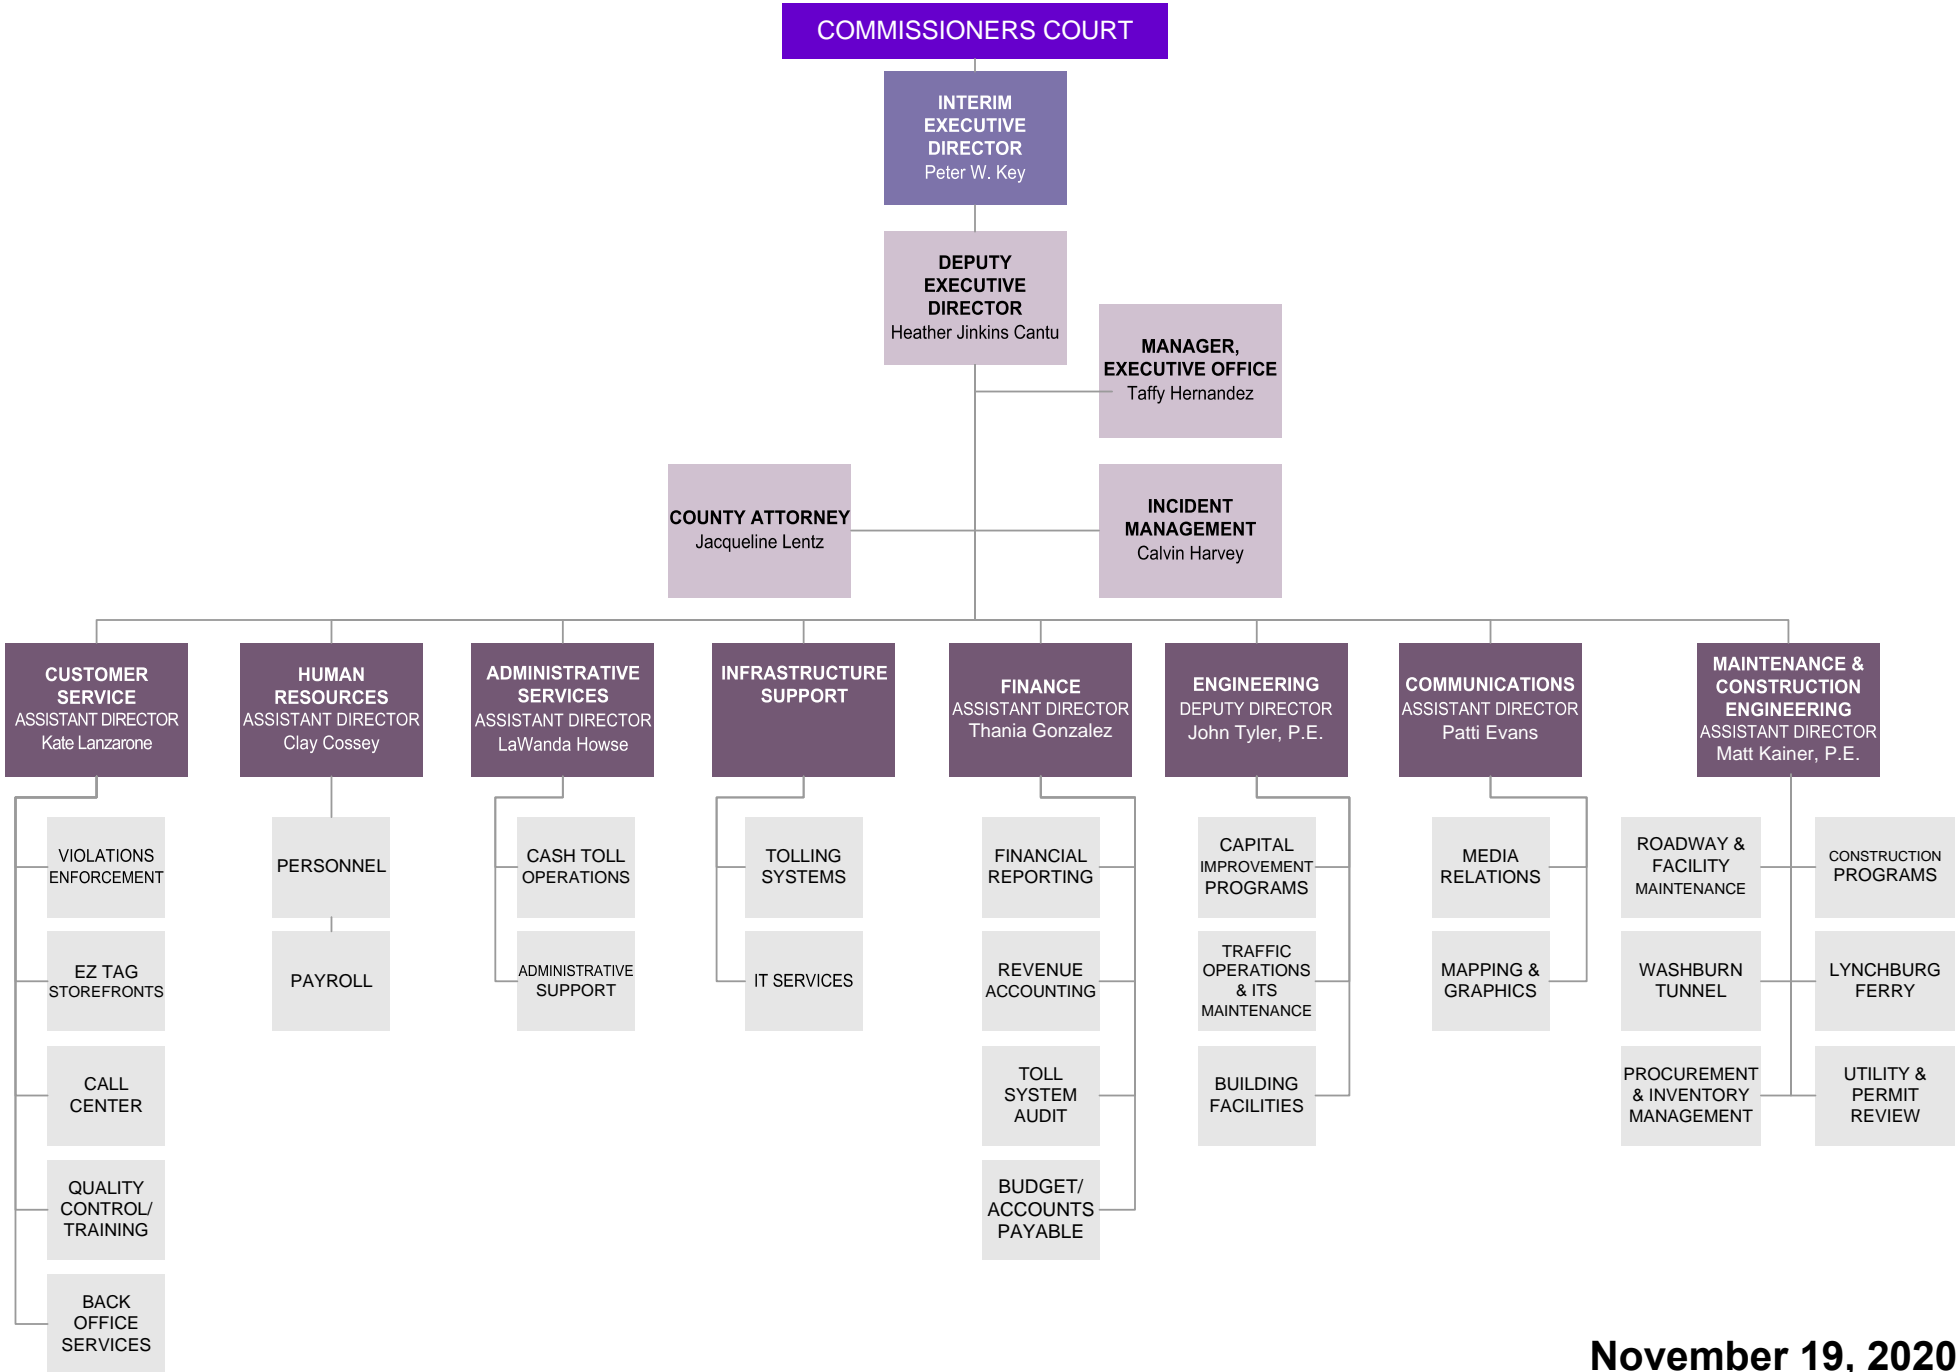 COMMISSIONERS COURT
INTERIM
EXECUTIVE
DIRECTOR
Peter W. Key
DEPUTY
EXECUTIVE
DIRECTOR
Heather Jinkins Cantu
MANAGER,
EXECUTIVE OFFICE
Taffy Hernandez
COUNTY ATTORNEY
Jacqueline Lentz
INCIDENT
MANAGEMENT
Calvin Harvey
CUSTOMER
SERVICE
ASSISTANT DIRECTOR
Kate Lanzarone
HUMAN
RESOURCES
ASSISTANT DIRECTOR
Clay Cossey
ADMINISTRATIVE
SERVICES
ASSISTANT DIRECTOR
LaWanda Howse
INFRASTRUCTURE
SUPPORT
FINANCE
ASSISTANT DIRECTOR
Thania Gonzalez
ENGINEERING
DEPUTY DIRECTOR
John Tyler, P.E.
COMMUNICATIONS
ASSISTANT DIRECTOR
Patti Evans
MAINTENANCE &
CONSTRUCTION
ENGINEERING
ASSISTANT DIRECTOR
Matt Kainer, P.E.
VIOLATIONS
ENFORCEMENT
EZ TAG
STOREFRONTS
CALL
CENTER
QUALITY
CONTROL/
TRAINING
BACK
OFFICE
SERVICES
PERSONNEL
PAYROLL
CASH TOLL
OPERATIONS
ADMINISTRATIVE
SUPPORT
TOLLING
SYSTEMS
IT SERVICES
FINANCIAL
REPORTING
REVENUE
ACCOUNTING
TOLL
SYSTEM
AUDIT
BUDGET/
ACCOUNTS
PAYABLE
CAPITAL
IMPROVEMENT
PROGRAMS
TRAFFIC
OPERATIONS
& ITS
MAINTENANCE
BUILDING
FACILITIES
MEDIA
RELATIONS
MAPPING &
GRAPHICS
ROADWAY &
FACILITY
MAINTENANCE
CONSTRUCTION
PROGRAMS
WASHBURN
TUNNEL
LYNCHBURG
FERRY
PROCUREMENT
& INVENTORY
MANAGEMENT
UTILITY &
PERMIT
REVIEW
November 19, 2020